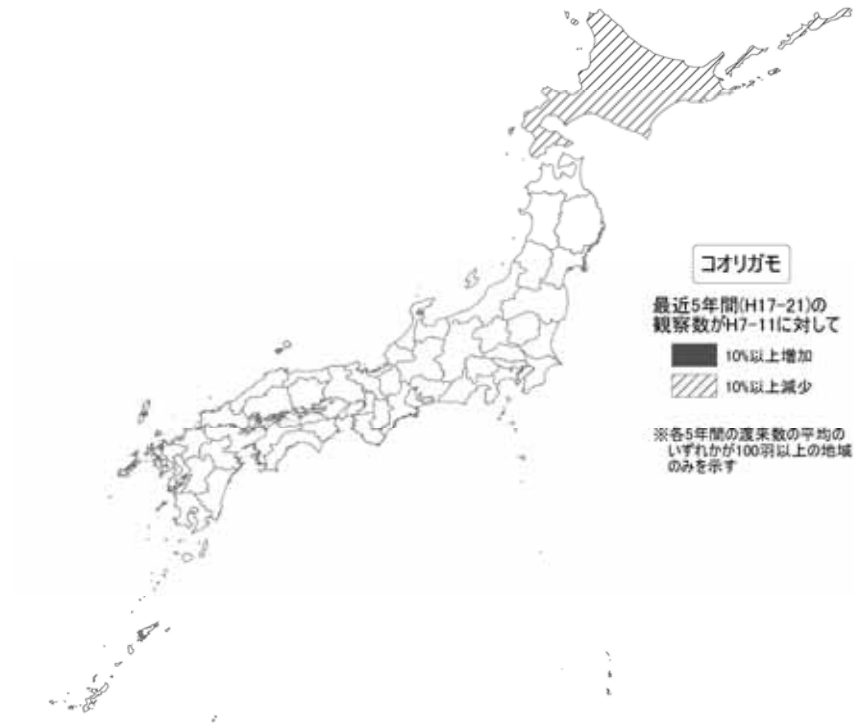 コオリガモ
最近5年間(H17-21)の
観察数がH7-11に対して
10%以上増加
10%以上減少
※各5年間の渡来数の平均の
いずれかが100羽以上の地域
のみを示す